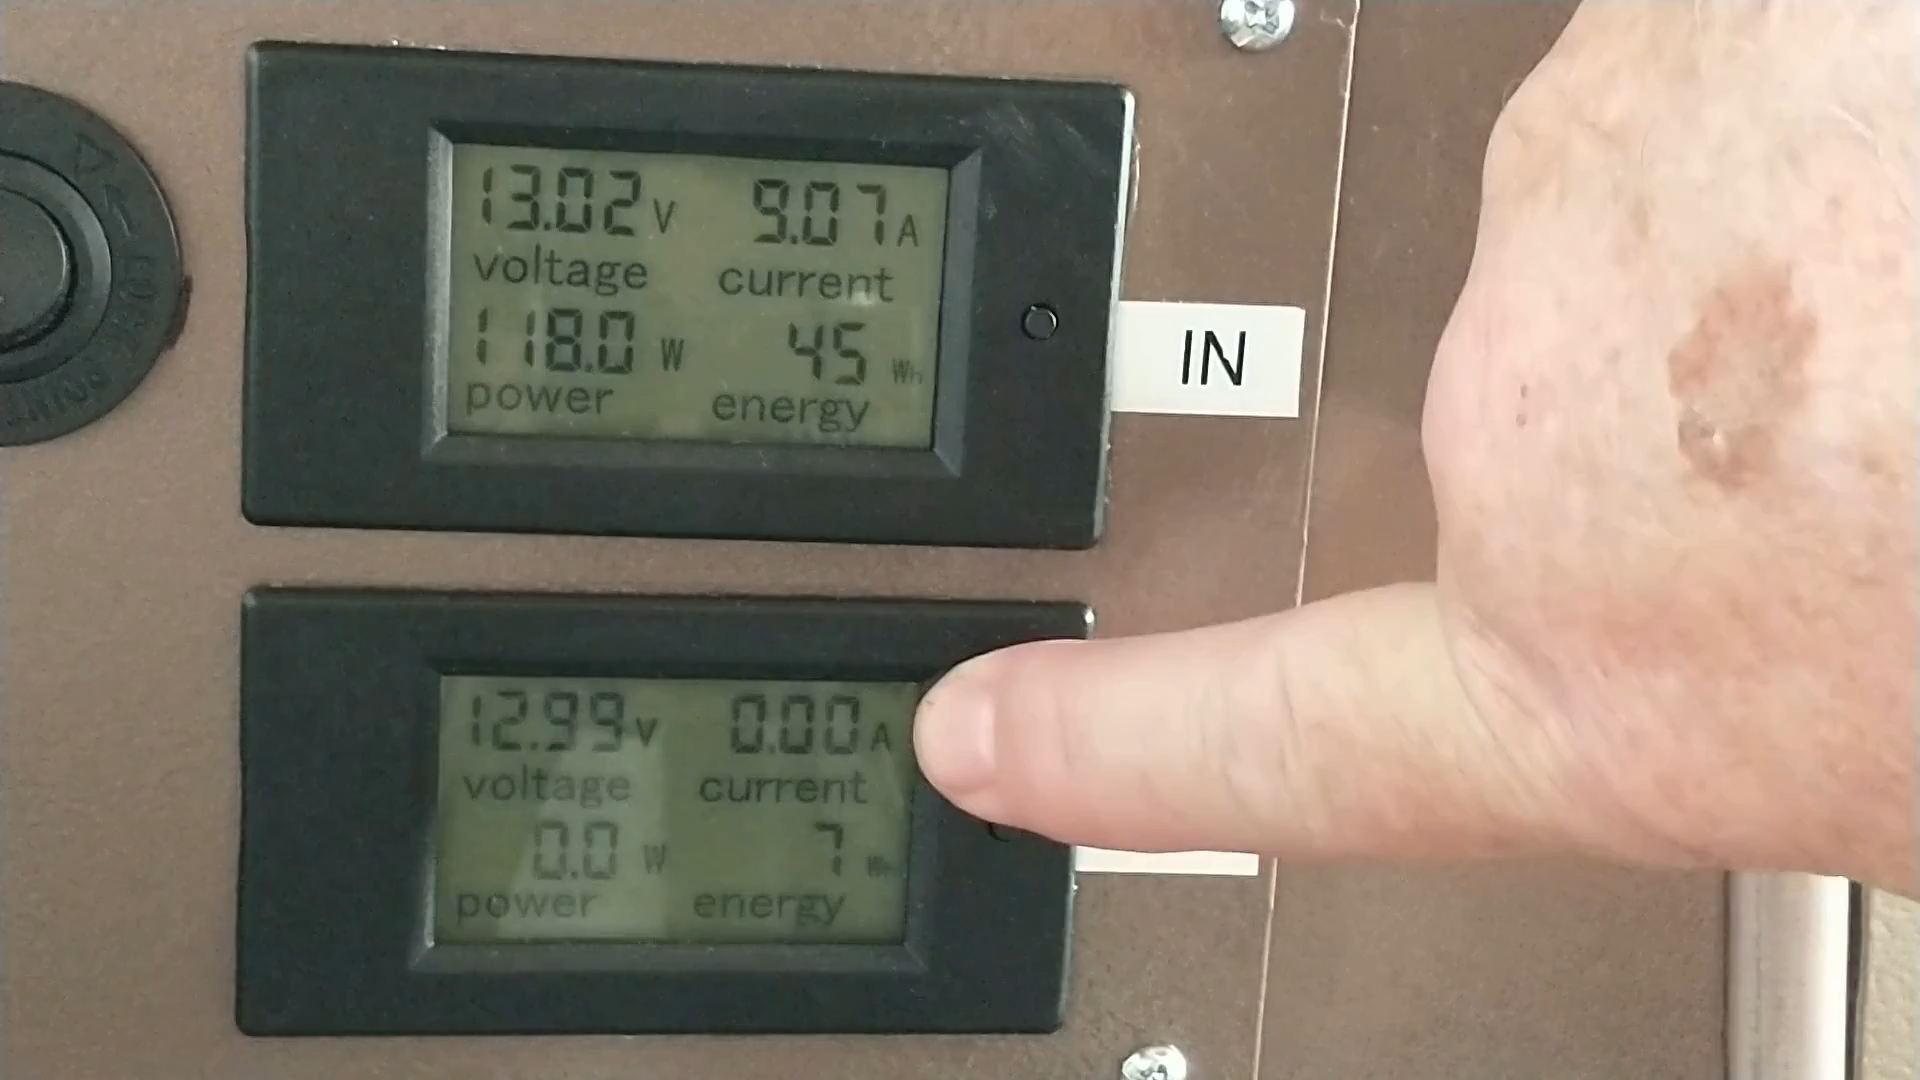 13.02 V 9.07 A
voltage current
118.0 W 45 Wh
power energy
IN
12.99 V 0.00 A
voltage current
0.0 W 7 Wh
power energy